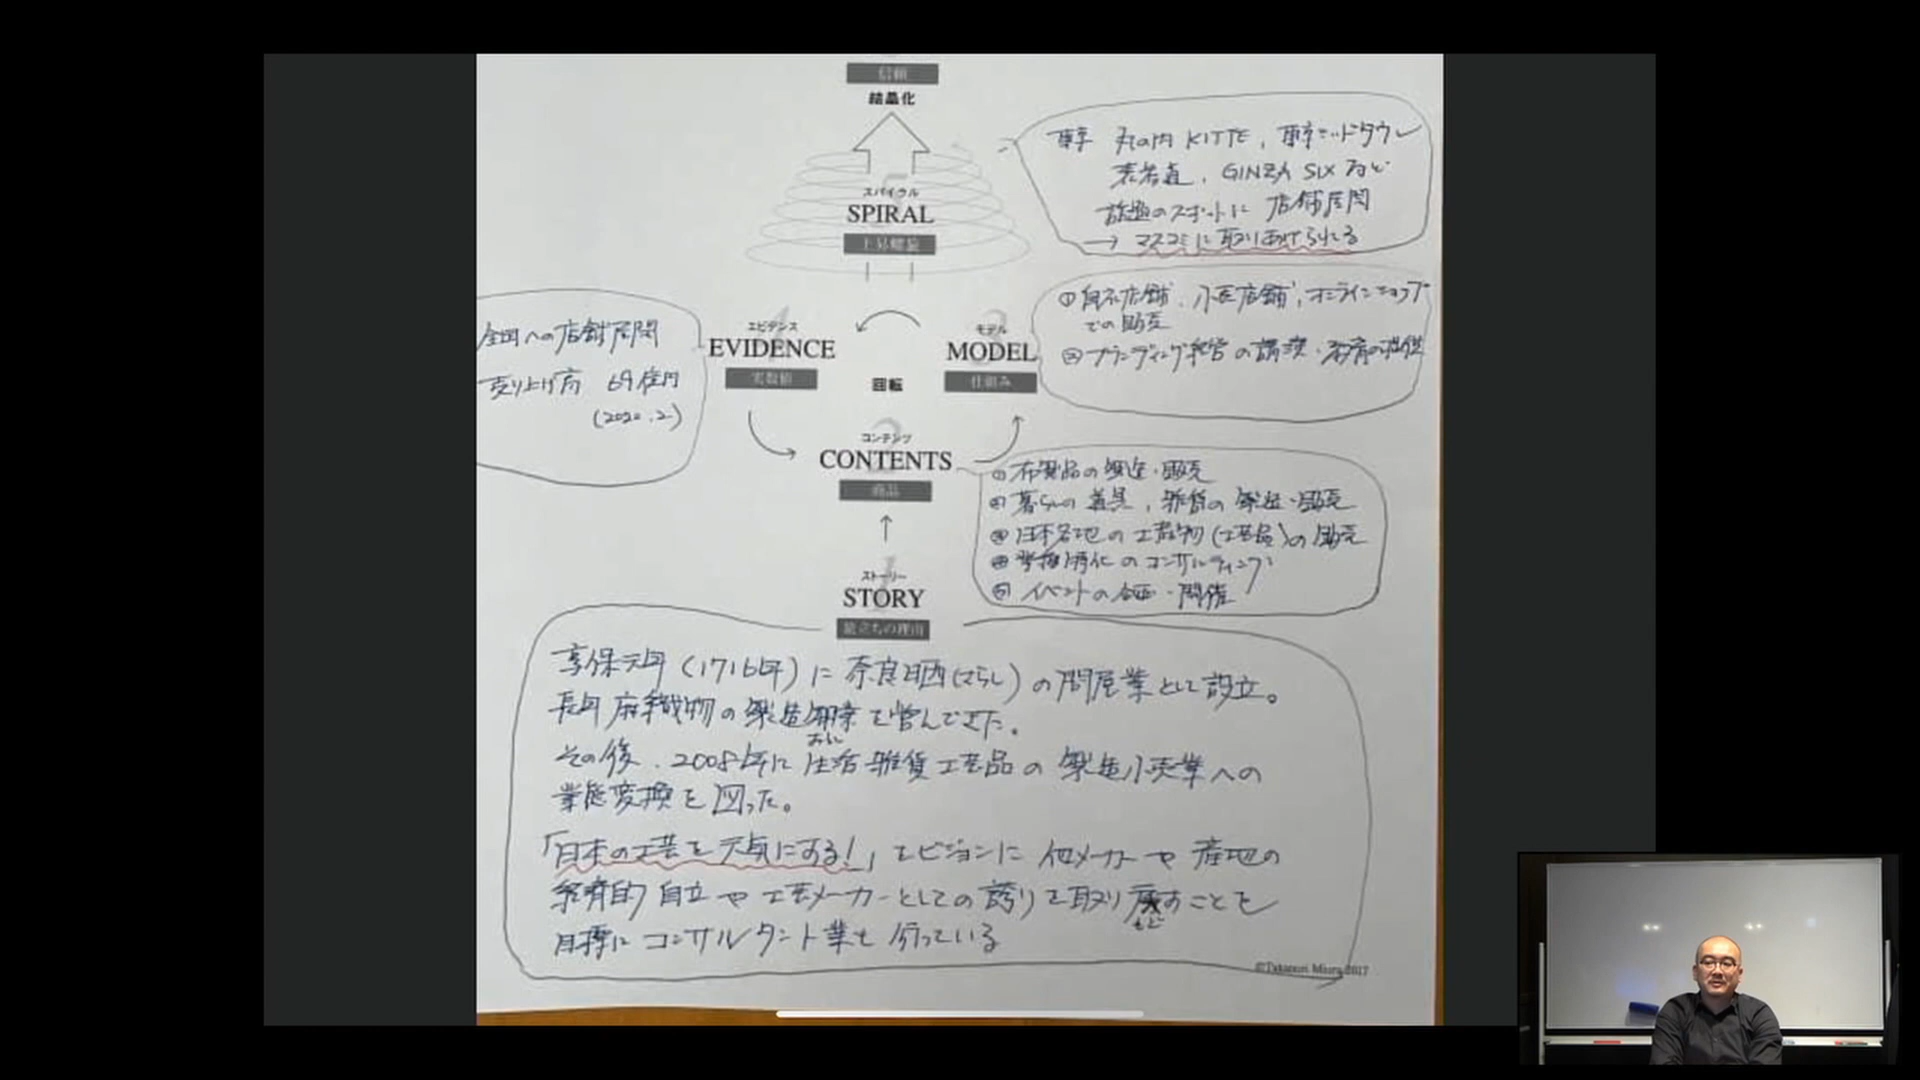 信頼
結晶化
スパイラル
SPIRAL
上昇螺旋
東京 丸の内 KITTE, 東京ミッドタウン
表参道, GINZA SIX など
話題のスポットに 店舗展開
→ マスコミに取りあげられる
エビデンス
EVIDENCE
実数値
全国への店舗展開
売り上げ高 69億円
(2020.2)
回転
モデル
MODEL
仕組み
① 自社店舗、小売店舗、オンラインショップ
での販売
② ブランディング経営の講演・教育の提供
コンテンツ
CONTENTS
商品
① 布製品の製造・販売
② 暮らしの道具, 雑貨の製造・販売
③ 日本各地の工芸物(工芸品)の販売
④ 業務改革化のコンサルティング
⑤ イベントの企画・開催
ストーリー
STORY
旅立ちの理由
享保元年(1716年)に奈良晒(さらし)の問屋業として設立。
長年麻織物の製造卸業を営んできた。
おろし
その後、2008年に生活雑貨工芸品の製造小売業への
業態変換を図った。
「日本の工芸を元気にする!」をビジョンに 他メーカーや産地の
経済的自立や工芸メーカーとしての誇りを取り戻すことを
もど
目標にコンサルタント業も行っている
©Takanori Miura 2017